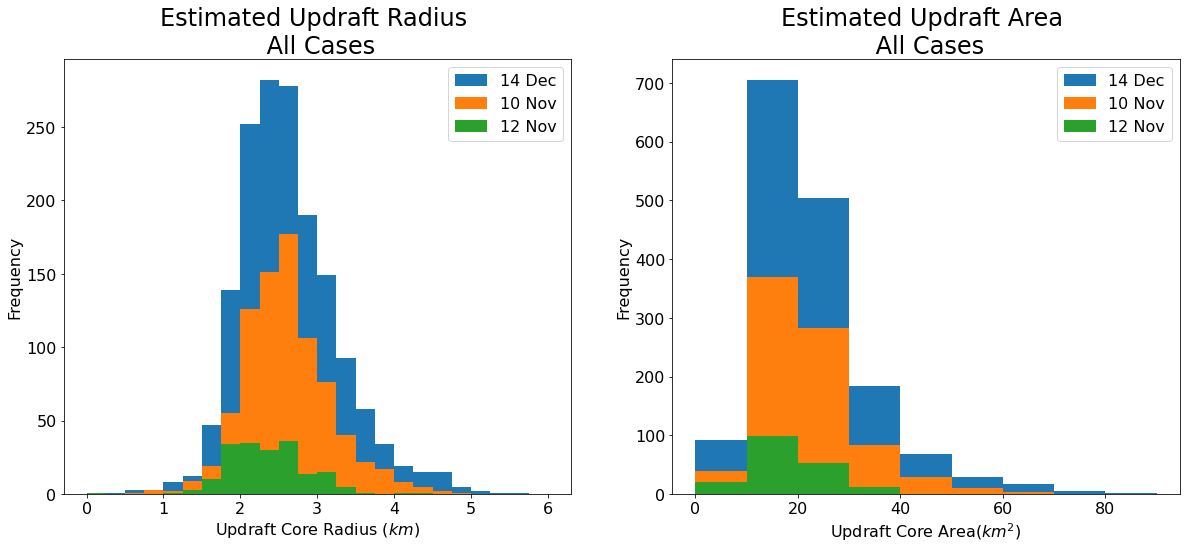 Estimated Updraft Radius
All Cases
14 Dec
10 Nov
12 Nov
Frequency
250
200
150
100
50
0
0 1 2 3 4 5 6
Updraft Core Radius (km)
Estimated Updraft Area
All Cases
14 Dec
10 Nov
12 Nov
Frequency
700
600
500
400
300
200
100
0
0 20 40 60 80
Updraft Core Area(km²)